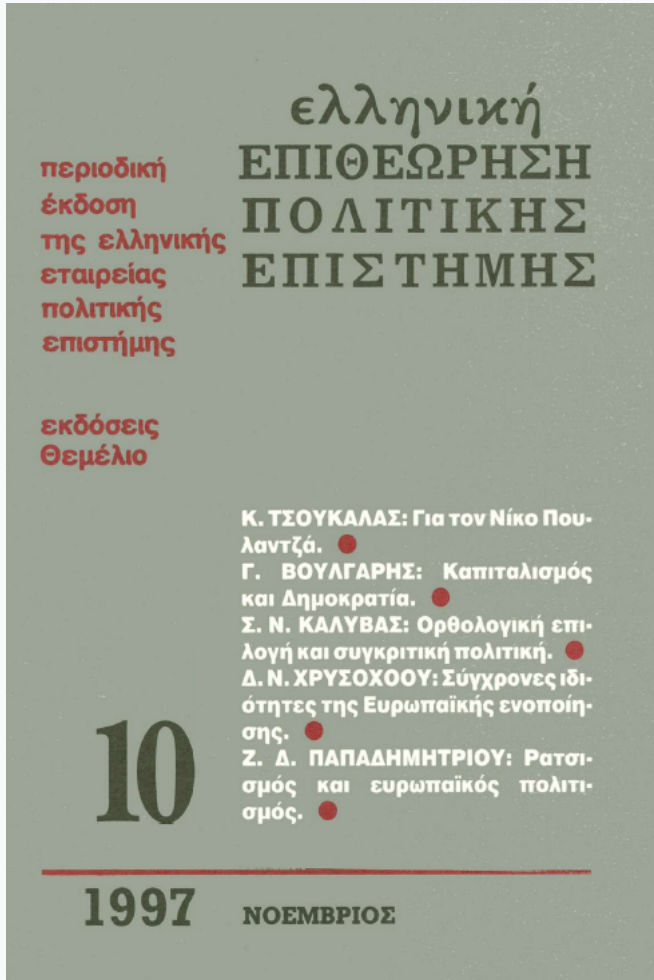 ελληνική
ΕΠΙΘΕΩΡΗΣΗ
ΠΟΛΙΤΙΚΗΣ
ΕΠΙΣΤΗΜΗΣ
περιοδική
έκδοση
της ελληνικής
εταιρείας
πολιτικής
επιστήμης
εκδόσεις
Θεμέλιο
Κ. ΤΣΟΥΚΑΛΑΣ: Για τον Νίκο Που-
λαντζά.
Γ. ΒΟΥΛΓΑΡΗΣ: Καπιταλισμός
και Δημοκρατία.
Σ. Ν. ΚΑΛΥΒΑΣ: Ορθολογική επι-
λογή και συγκριτική πολιτική.
Δ. Ν. ΧΡΥΣΟΧΟΟΥ: Σύγχρονες ιδι-
ότητες της Ευρωπαϊκής ενοποίη-
σης.
Ζ. Δ. ΠΑΠΑΔΗΜΗΤΡΙΟΥ: Ρατσι-
σμός και ευρωπαϊκός πολιτι-
σμός.
10
1997 ΝΟΕΜΒΡΙΟΣ